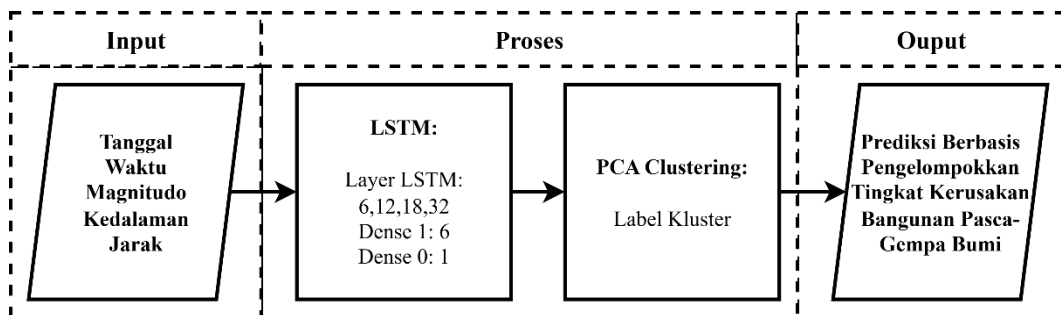 Input
Proses
Ouput
Tanggal
Waktu
Magnitudo
Kedalaman
Jarak
LSTM:
Layer LSTM:
6,12,18,32
Dense 1: 6
Dense 0: 1
PCA Clustering:
Label Kluster
Prediksi Berbasis
Pengelompokkan
Tingkat Kerusakan
Bangunan Pasca-
Gempa Bumi